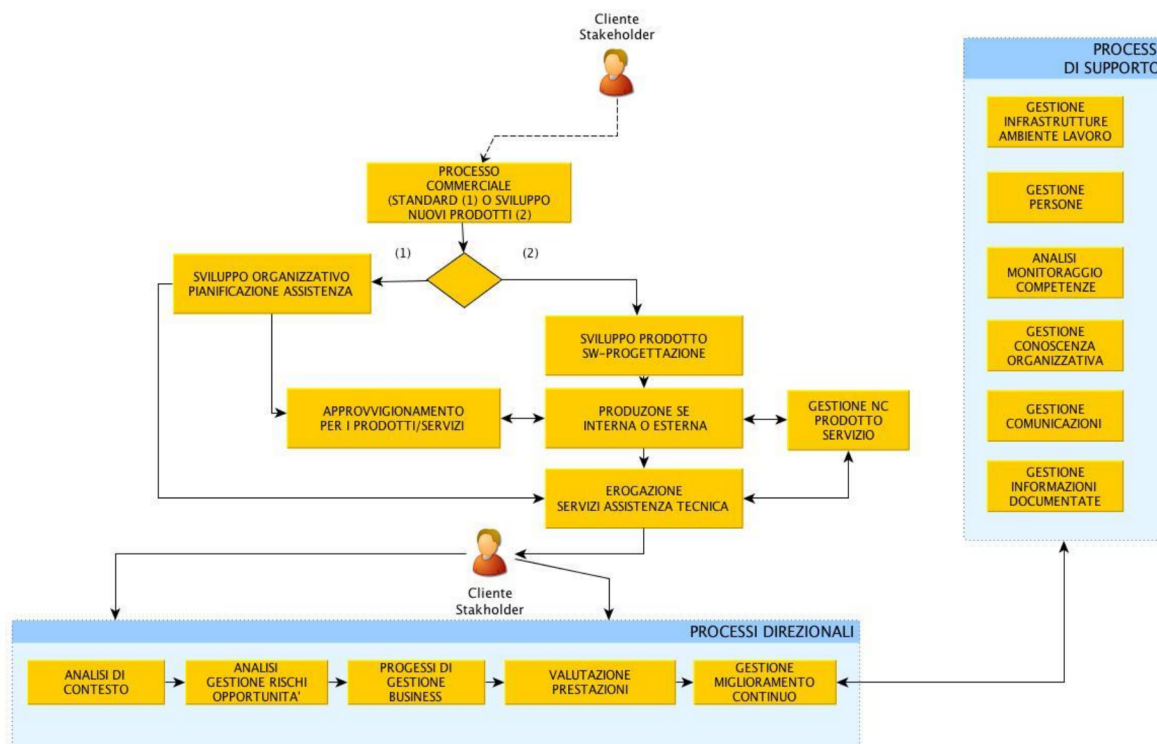 Cliente
Stakeholder
PROCESS
DI SUPPORTO
GESTIONE
INFRASTRUTTURE
AMBIENTE LAVORO
PROCESSO
COMMERCIALE
(STANDARD (1) O SVILUPPO
NUOVI PRODOTTI (2)
GESTIONE
PERSONE
(1)
(2)
SVILUPPO ORGANIZZATIVO
PIANIFICAZIONE ASSISTENZA
ANALISI
MONITORAGGIO
COMPETENZE
SVILUPPO PRODOTTO
SW-PROGETTAZIONE
GESTIONE
CONOSCENZA
ORGANIZZATIVA
APPROVVIGIONAMENTO
PER I PRODOTTI/SERVIZI
PRODUZONE SE
INTERNA O ESTERNA
GESTIONE NC
PRODOTTO
SERVIZIO
GESTIONE
COMUNICAZIONI
EROGAZIONE
SERVIZI ASSISTENZA TECNICA
GESTIONE
INFORMAZIONI
DOCUMENTATE
Cliente
Stakholder
PROCESSI DIREZIONALI
ANALISI DI
CONTESTO
ANALISI
GESTIONE RISCHI
OPPORTUNITA'
PROGESSI DI
GESTIONE
BUSINESS
VALUTAZIONE
PRESTAZIONI
GESTIONE
MIGLIORAMENTO
CONTINUO